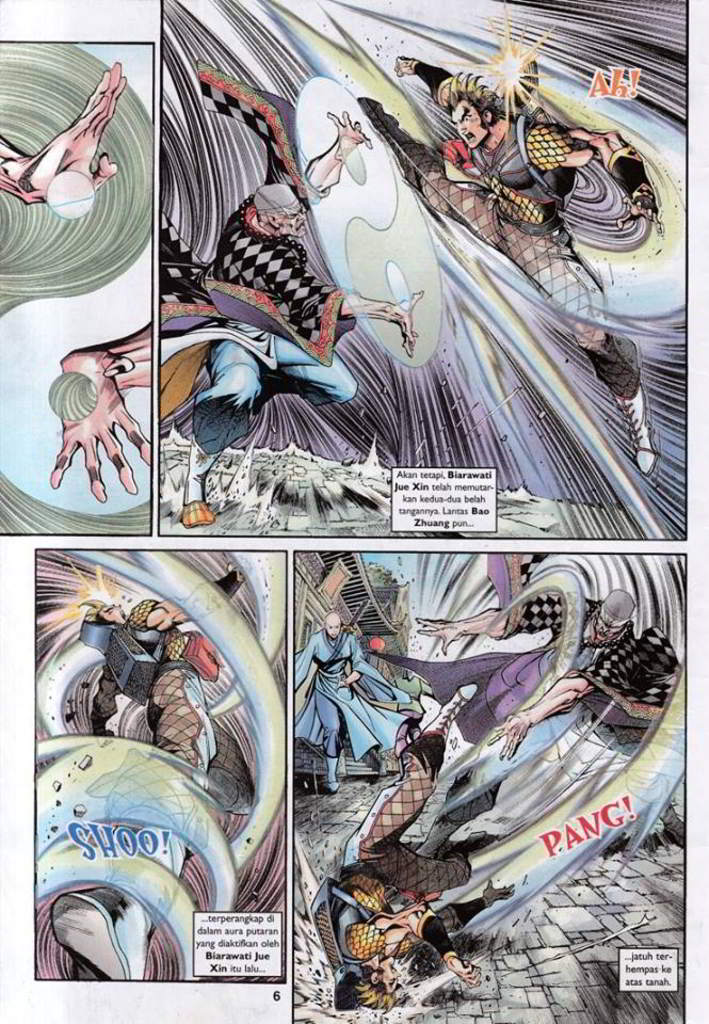 Ah!
Akan tetapi, Biarawati
Jue Xin telah memutar-
kan kedua-dua belah
tangannya. Lantas Bao
Zhuang pun...
SHOO!
...terperangkap di
dalam aura putaran
yang diaktifkan oleh
Biarawati Jue
Xin itu lalu...
PANG!
...jatuh ter-
hempas ke
atas tanah.
6